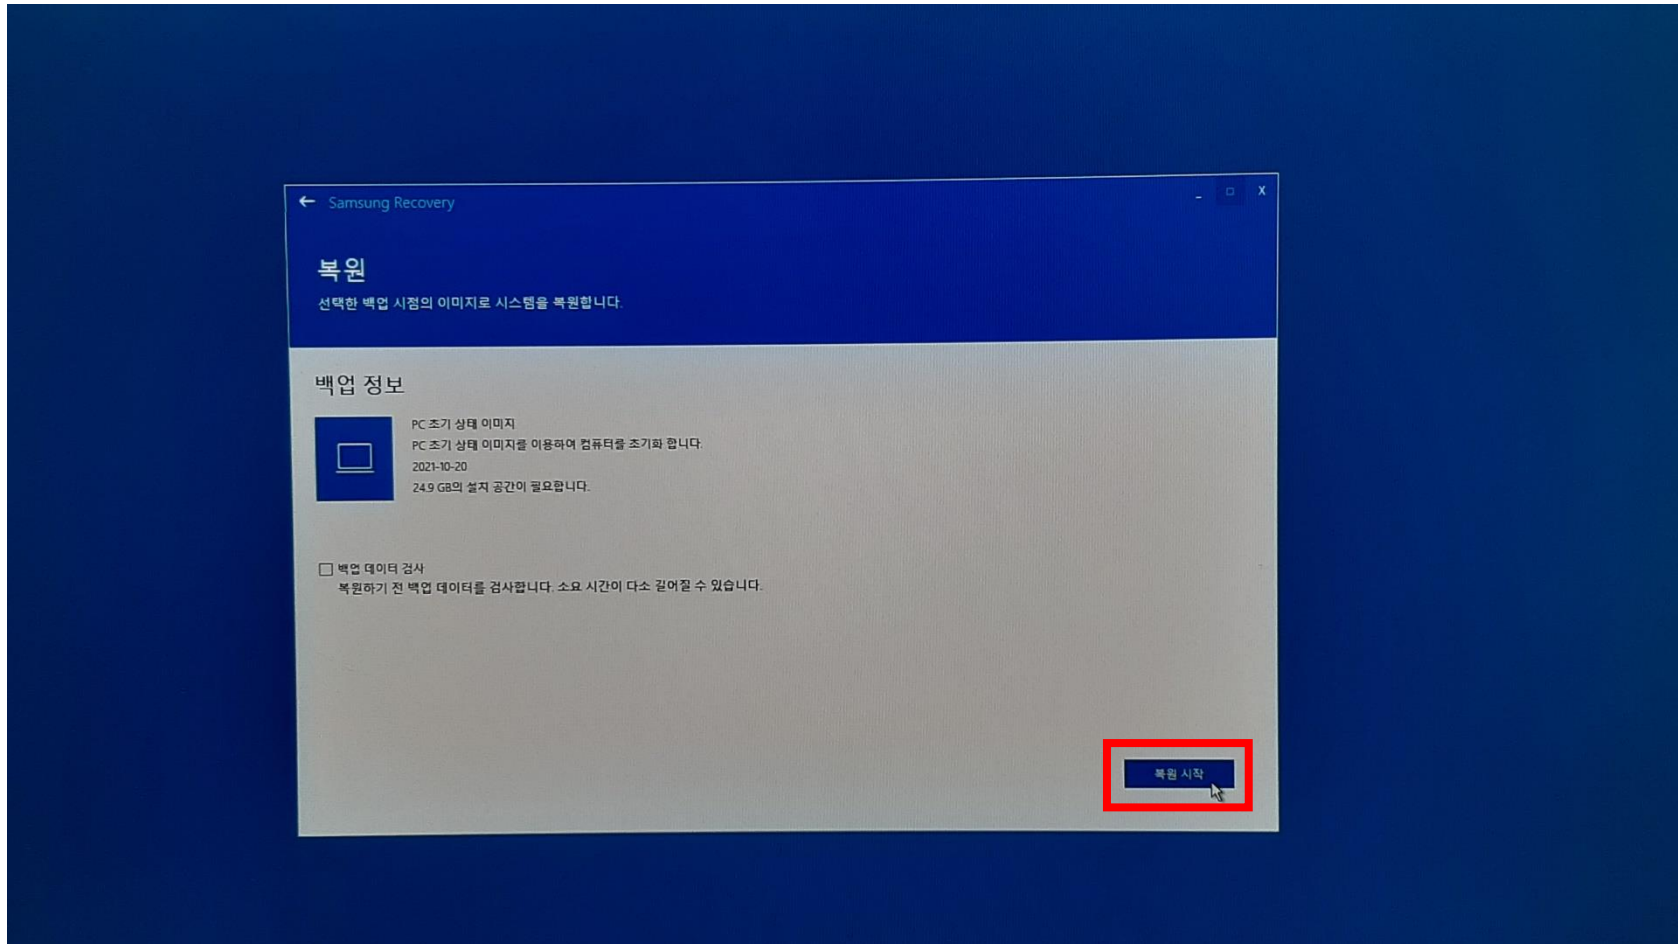 Samsung Recovery
복원
선택한 백업 시점의 이미지로 시스템을 복원합니다.
백업 정보
PC 초기 상태 이미지
PC 초기 상태 이미지를 이용하여 컴퓨터를 초기화 합니다.
2021-10-20
24.9 GB의 설치 공간이 필요합니다.
백업 데이터 검사
복원하기 전 백업 데이터를 검사합니다. 소요 시간이 다소 길어질 수 있습니다.
복원 시작